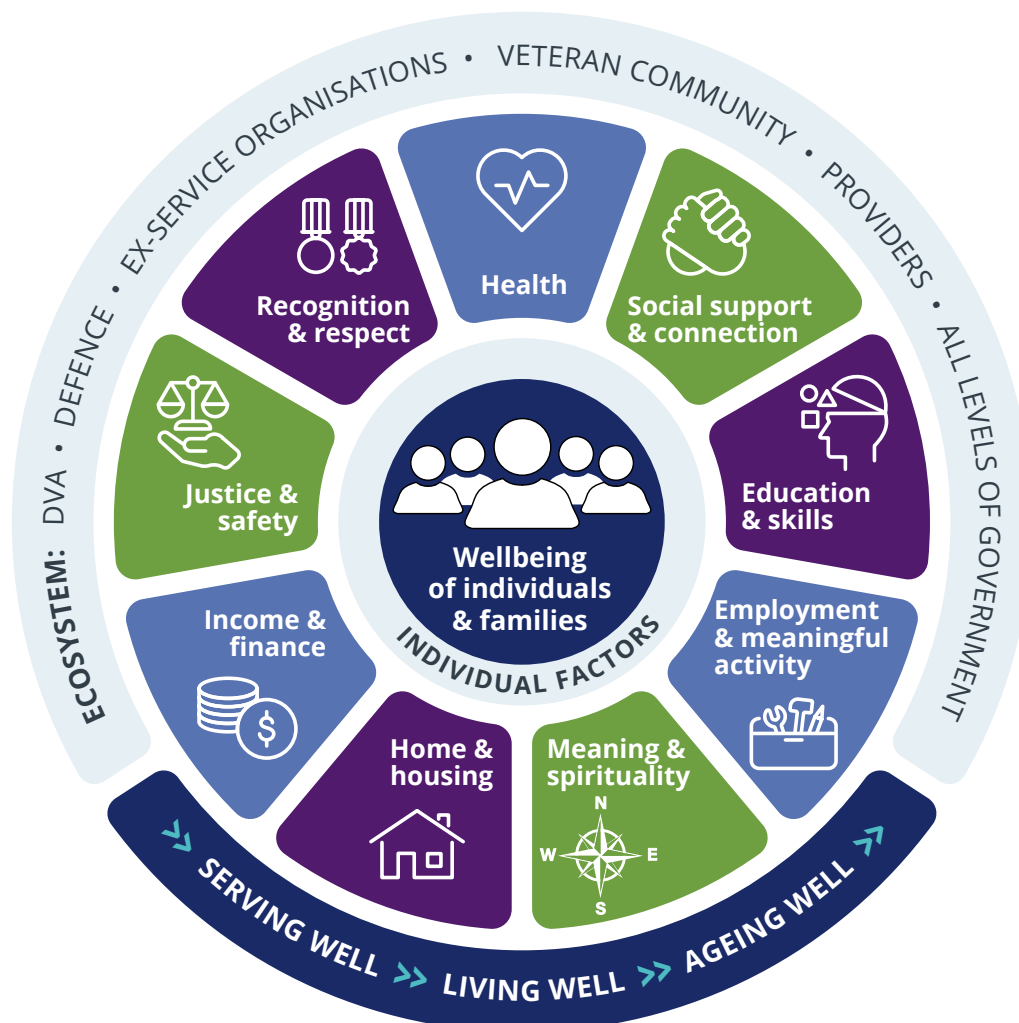 ECOSYSTEM: DVA • DEFENCE • EX-SERVICE ORGANISATIONS • VETERAN COMMUNITY • PROVIDERS • ALL LEVELS OF GOVERNMENT
Health
Social support
& connection
Education
& skills
Employment
& meaningful
activity
Meaning &
spirituality
N
W
E
S
Home &
housing
Income &
finance
$
Justice &
safety
Recognition
& respect
Wellbeing
of individuals
& families
INDIVIDUAL FACTORS
SERVING WELL
LIVING WELL
AGEING WELL